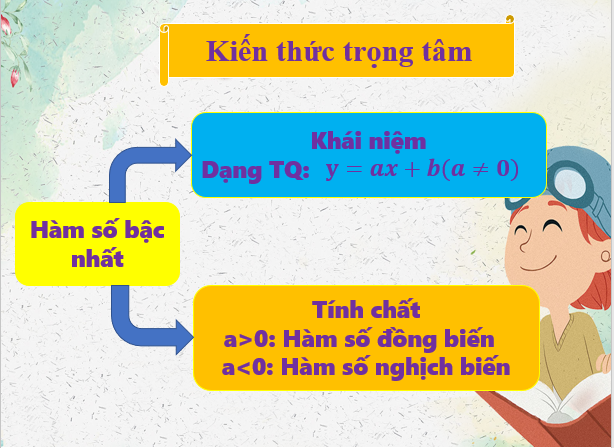 Kiến thức trọng tâm
Khái niệm
Dạng TQ: y = ax + b(a ≠ 0)
Hàm số bậc
nhất
Tính chất
a>0: Hàm số đồng biến
a<0: Hàm số nghịch biến